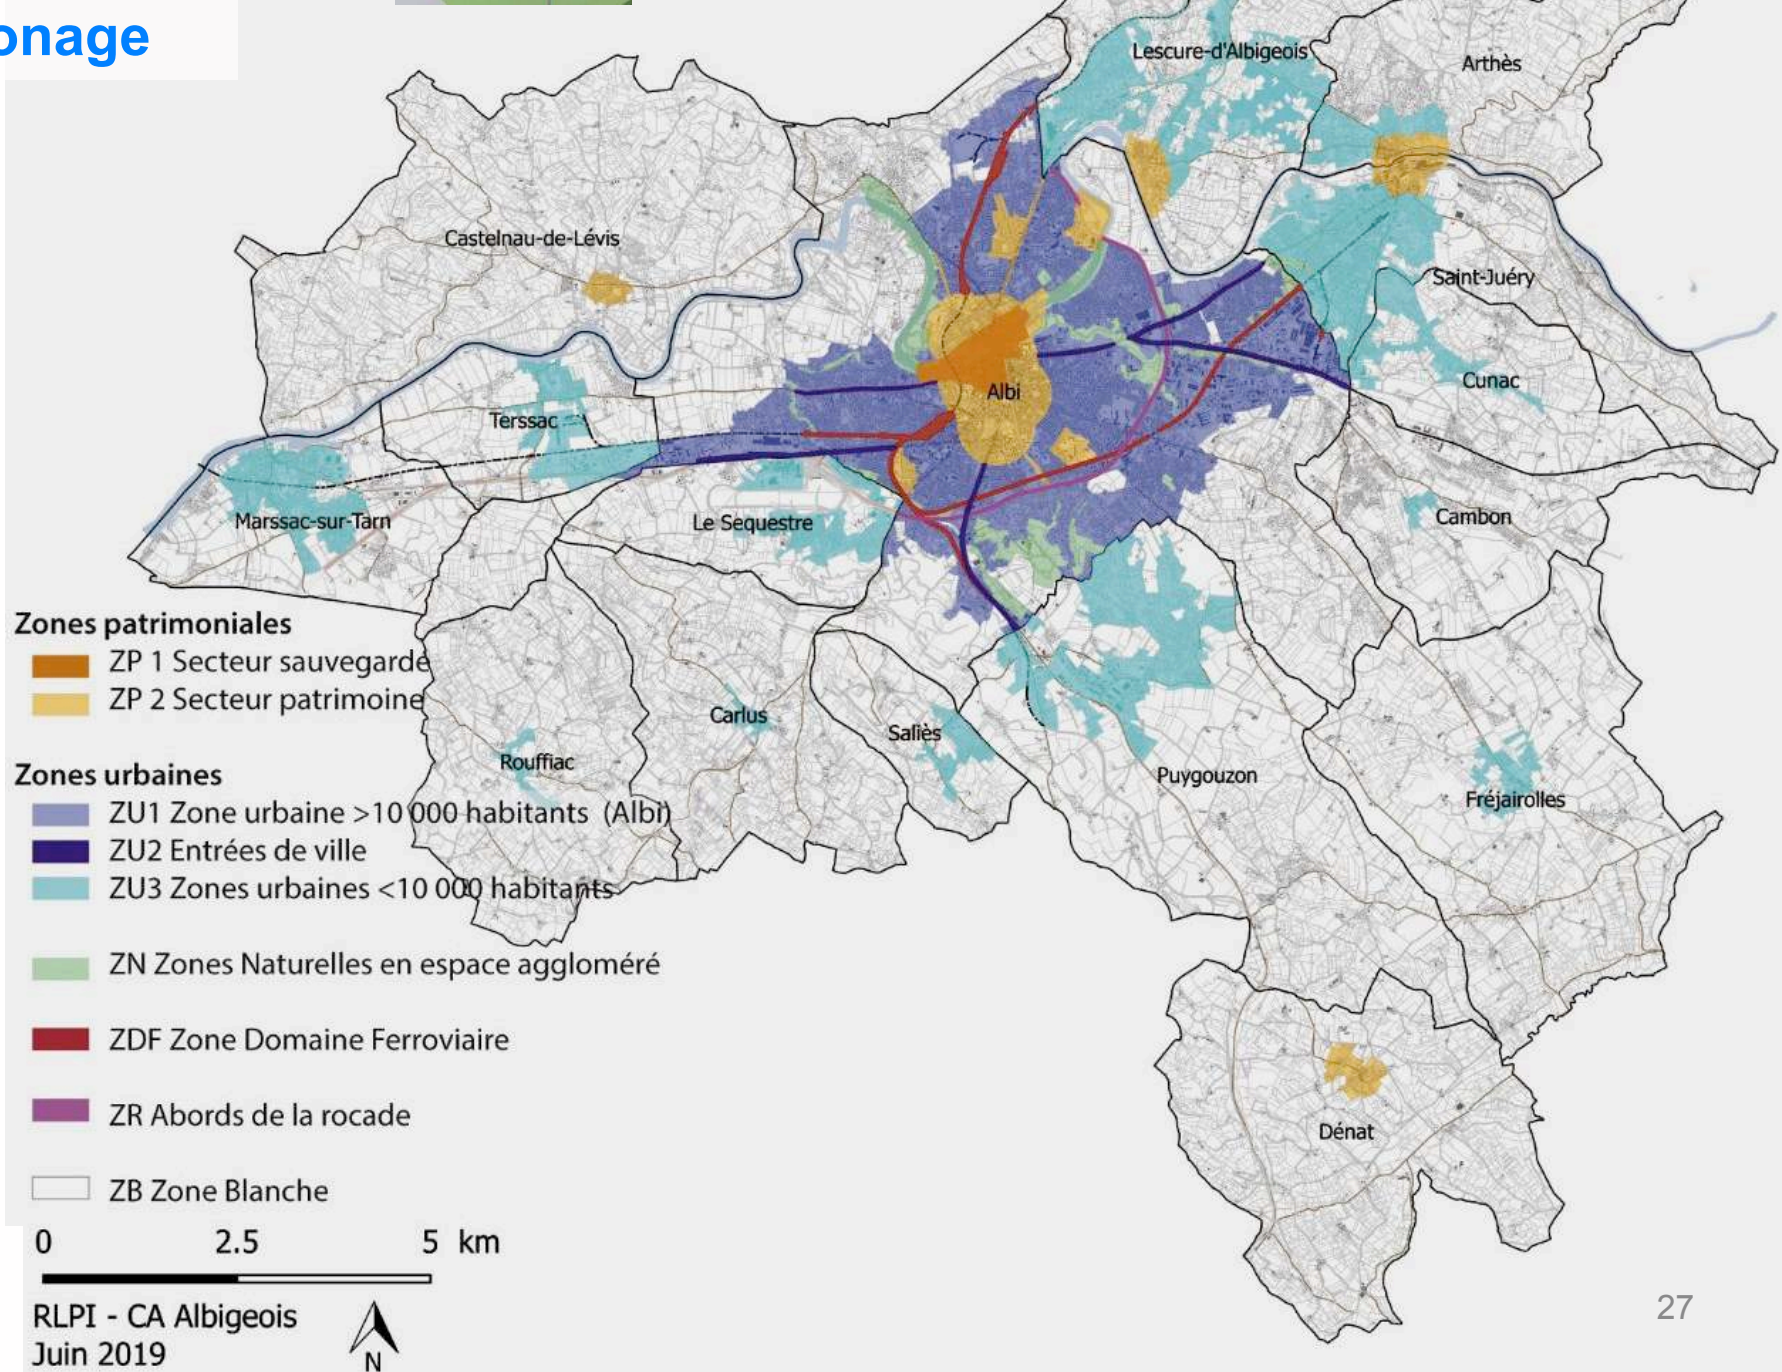 onage
Lescure-d'Albigeois
Arthès
Castelnau-de-Lévis
Saint-Juéry
Cunac
Albi
Terssac
Marssac-sur-Tarn
Le Sequestre
Cambon
Carlus
Saliès
Rouffiac
Puygouzon
Fréjairolles
Dénat
Zones patrimoniales
ZP 1 Secteur sauvegardé
ZP 2 Secteur patrimoine
Zones urbaines
ZU1 Zone urbaine >10 000 habitants (Albi)
ZU2 Entrées de ville
ZU3 Zones urbaines <10 000 habitants
ZN Zones Naturelles en espace aggloméré
ZDF Zone Domaine Ferroviaire
ZR Abords de la rocade
ZB Zone Blanche
0 2.5 5 km
RLPI - CA Albigeois
Juin 2019
N
27